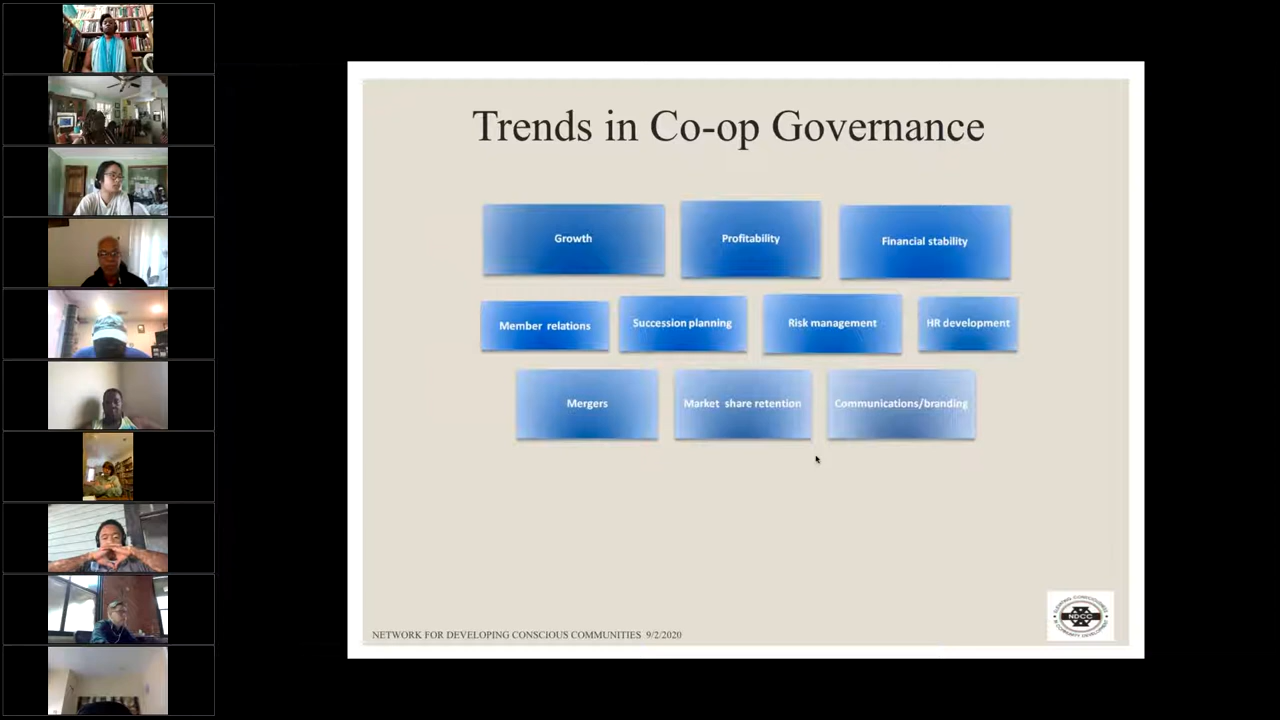 Trends in Co-op Governance
Growth
Profitability
Financial stability
Member relations
Succession planning
Risk management
HR development
Mergers
Market share retention
Communications/branding
NETWORK FOR DEVELOPING CONSCIOUS COMMUNITIES 9/2/2020
NDCC